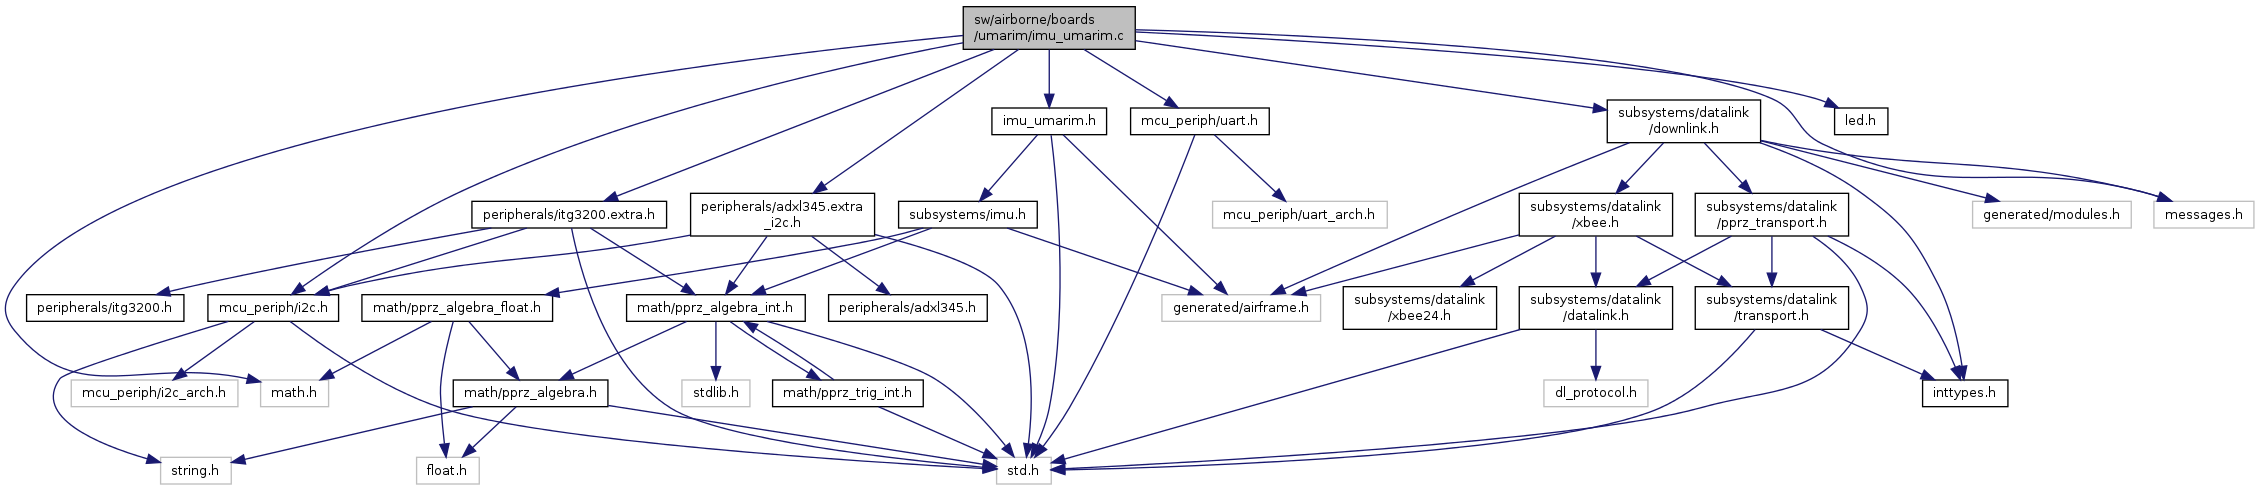 sw/airborne/boards
/umarim/imu_umarim.c
imu_umarim.h
mcu_periph/uart.h
subsystems/datalink
/downlink.h
led.h
peripherals/itg3200.extra.h
peripherals/adxl345.extra
_i2c.h
subsystems/imu.h
mcu_periph/uart_arch.h
subsystems/datalink
/xbee.h
subsystems/datalink
/pprz_transport.h
generated/modules.h
messages.h
peripherals/itg3200.h
mcu_periph/i2c.h
math/pprz_algebra_float.h
math/pprz_algebra_int.h
peripherals/adxl345.h
generated/airframe.h
subsystems/datalink
/xbee24.h
subsystems/datalink
/datalink.h
subsystems/datalink
/transport.h
mcu_periph/i2c_arch.h
math.h
math/pprz_algebra.h
stdlib.h
math/pprz_trig_int.h
dl_protocol.h
inttypes.h
string.h
float.h
std.h